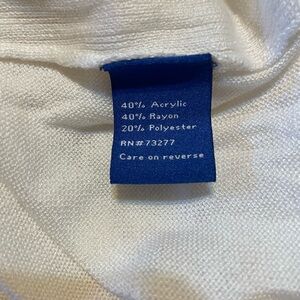 40% Acrylic
40% Rayon
20% Polyester
RN#73277
Care on reverse